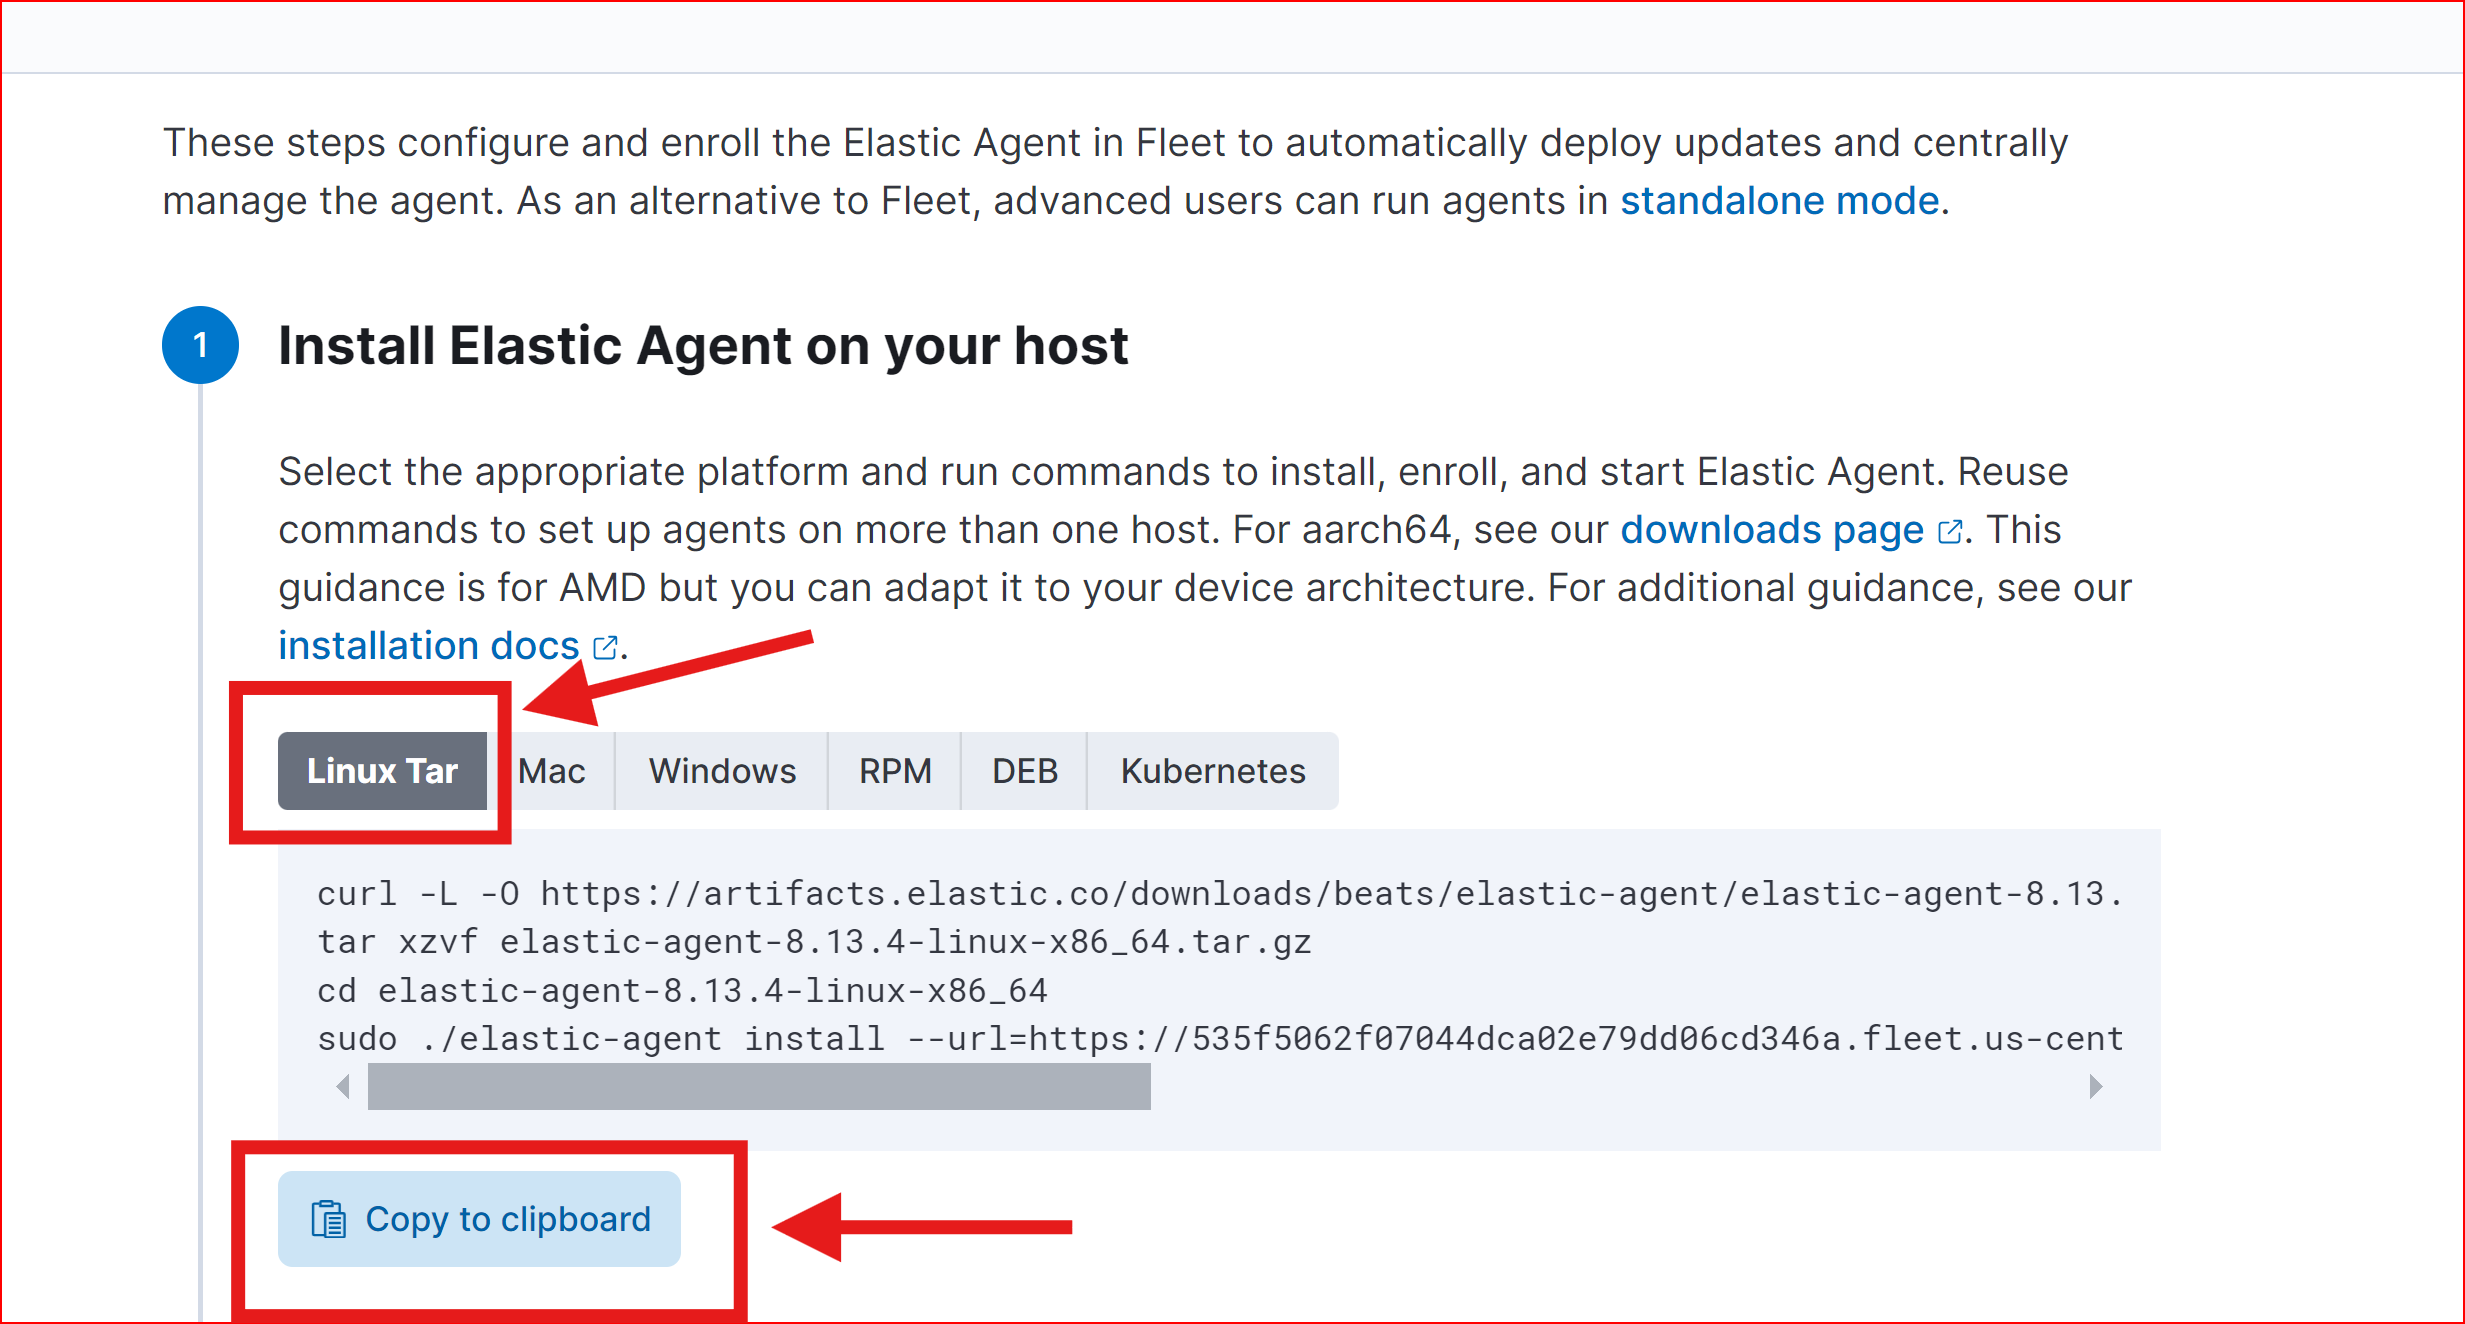 These steps configure and enroll the Elastic Agent in Fleet to automatically deploy updates and centrally
manage the agent. As an alternative to Fleet, advanced users can run agents in standalone mode.
1
Install Elastic Agent on your host
Select the appropriate platform and run commands to install, enroll, and start Elastic Agent. Reuse
commands to set up agents on more than one host. For aarch64, see our downloads page. This
guidance is for AMD but you can adapt it to your device architecture. For additional guidance, see our
installation docs.
Linux Tar Mac Windows RPM DEB Kubernetes
curl -L -O https://artifacts.elastic.co/downloads/beats/elastic-agent/elastic-agent-8.13.
tar xzvf elastic-agent-8.13.4-linux-x86_64.tar.gz
cd elastic-agent-8.13.4-linux-x86_64
sudo ./elastic-agent install --url=https://535f5062f07044dca02e79dd06cd346a.fleet.us-cent
Copy to clipboard